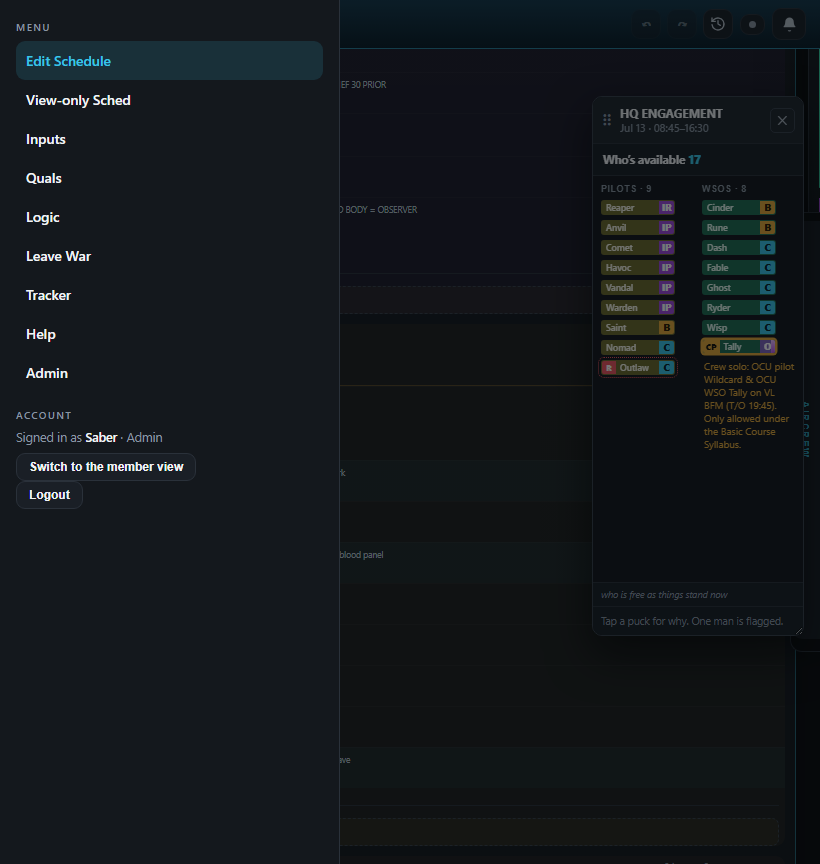 MENU
Edit Schedule
View-only Sched
Inputs
Quals
Logic
Leave War
Tracker
Help
Admin
ACCOUNT
Signed in as Saber · Admin
Switch to the member view
Logout
EF 30 PRIOR
BODY = OBSERVER
blood panel
HQ ENGAGEMENT
Jul 13 · 08:45–16:30
Who's available 17
PILOTS · 9
Reaper IR
Anvil IP
Comet IP
Havoc IP
Vandal IP
Warden IP
Saint B
Nomad C
R Outlaw C
WSOS · 8
Cinder B
Rune B
Dash C
Fable C
Ghost C
Ryder C
Wisp C
CP Tally O
Crew solo: OCU pilot
Wildcard & OCU
WSO Tally on VL
BFM (T/O 19:45).
Only allowed under
the Basic Course
Syllabus.
who is free as things stand now
Tap a puck for why. One man is flagged.
AIRCREW